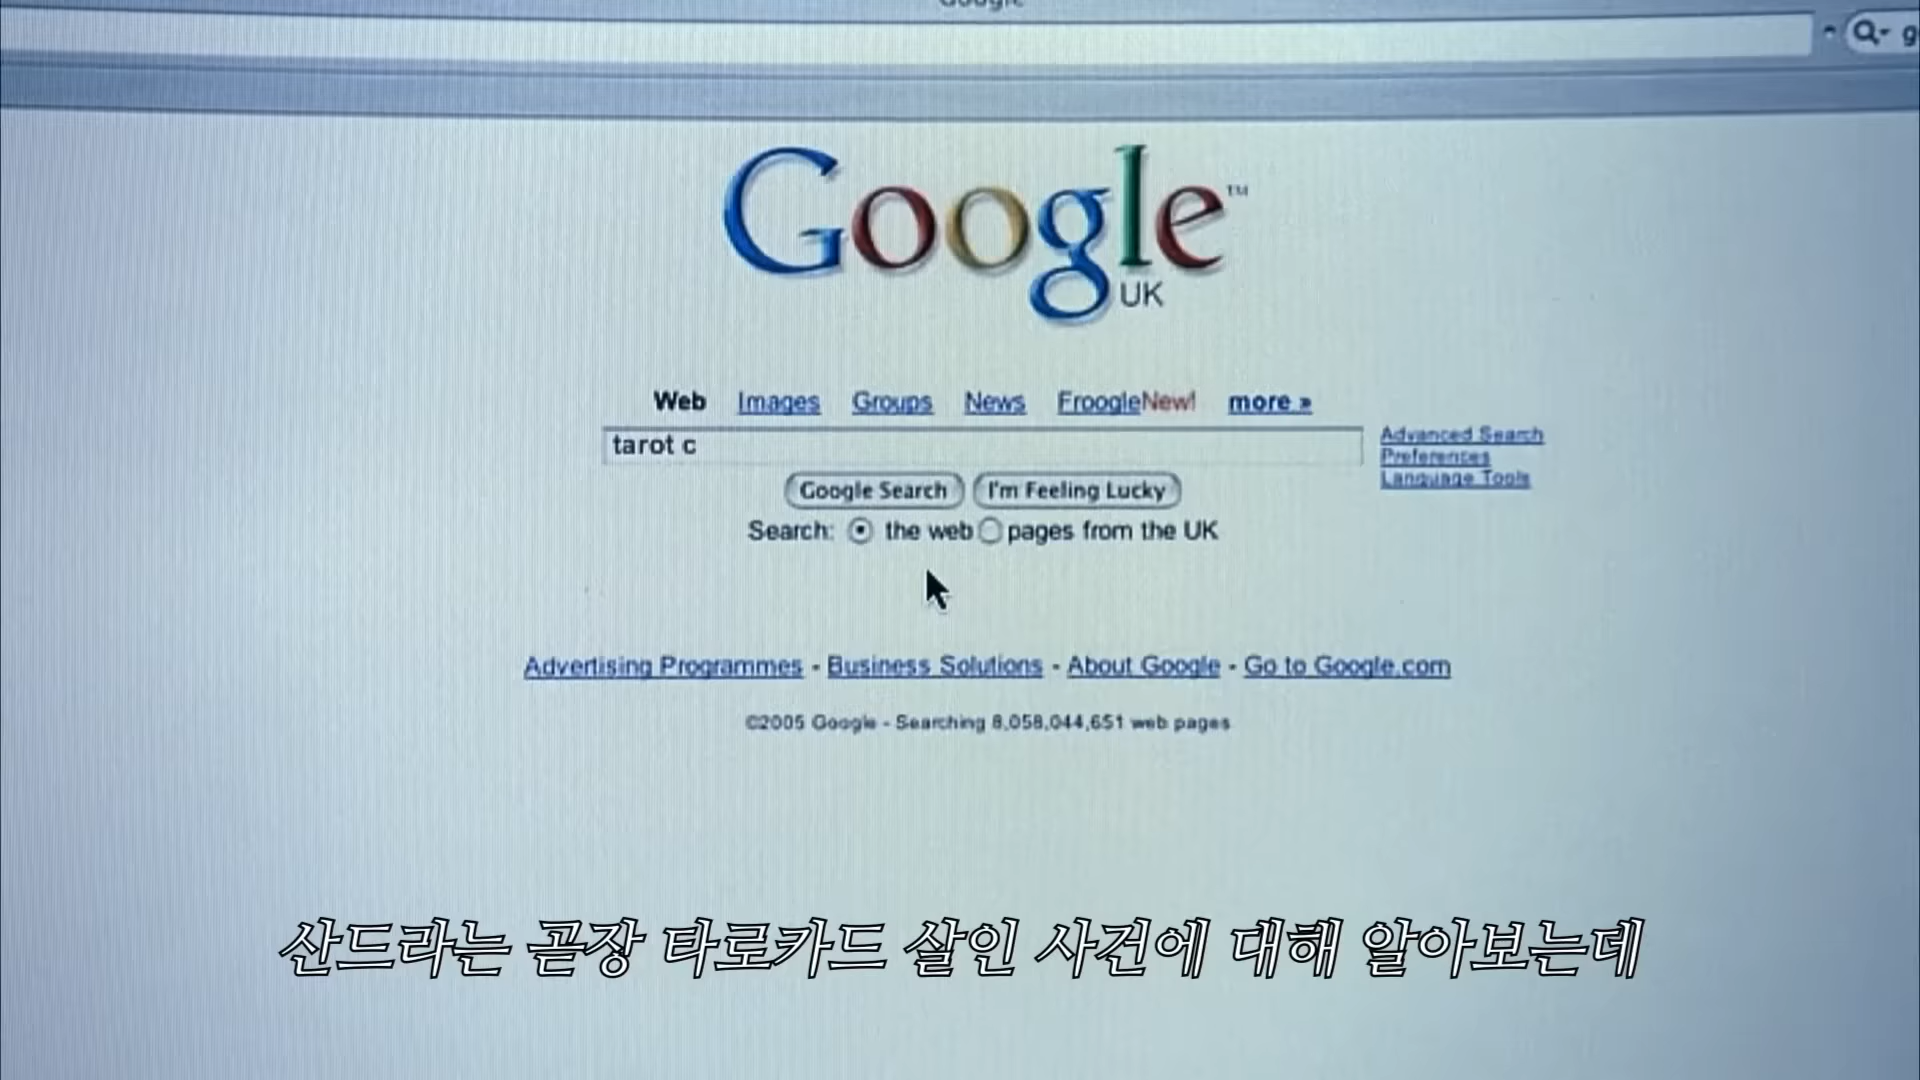 Google
g
Google™
UK
Web Images Groups News FroogleNew! more »
tarot c
Advanced Search
Preferences
Language Tools
Google Search I'm Feeling Lucky
Search: the web pages from the UK
Advertising Programmes - Business Solutions - About Google - Go to Google.com
©2005 Google - Searching 8,058,044,651 web pages
산드라는 곧장 타로카드 살인 사건에 대해 알아보는데